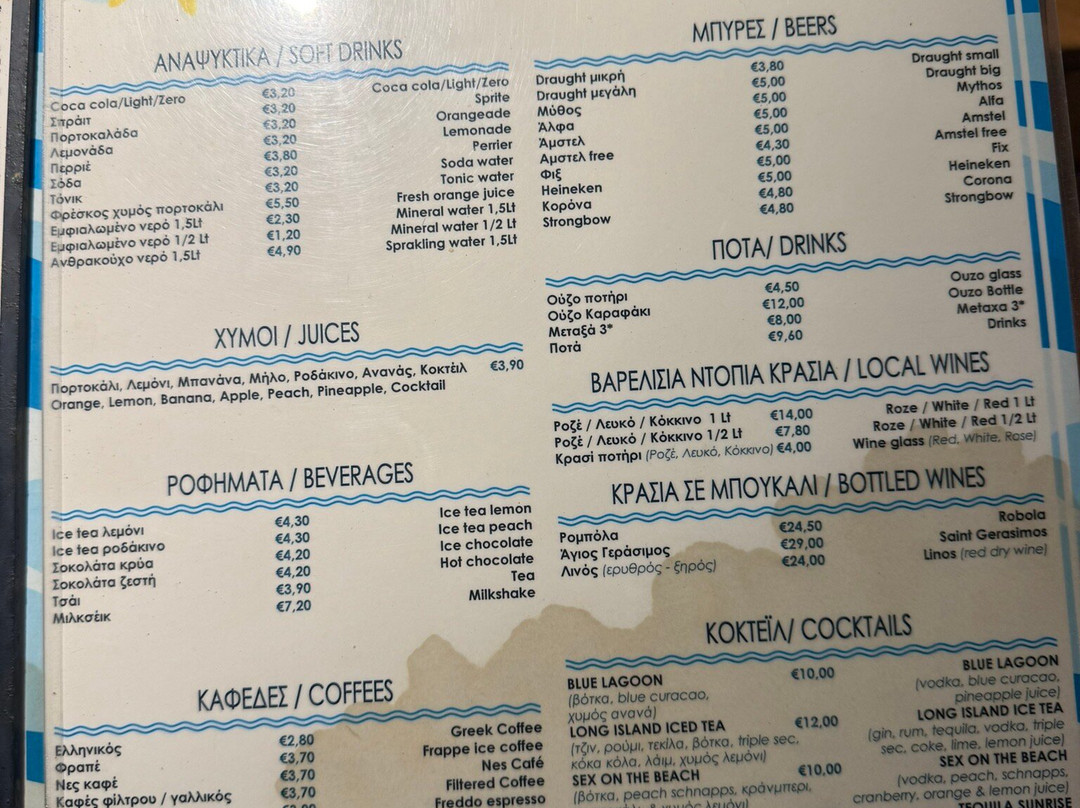 ΑΝΑΨΥΚΤΙΚΑ / SOFT DRINKS
Coca cola/Light/Zero €3,20 Coca cola/Light/Zero
Σπράιτ €3,20 Sprite
Πορτοκαλάδα €3,20 Orangeade
Λεμονάδα €3,20 Lemonade
Περριέ €3,80 Perrier
Σόδα €3,20 Soda water
Τόνικ €3,20 Tonic water
Φρέσκος χυμός πορτοκάλι €5,50 Fresh orange juice
Εμφιαλωμένο νερό 1,5Lt €2,30 Mineral water 1,5Lt
Εμφιαλωμένο νερό 1/2 Lt €1,20 Mineral water 1/2 Lt
Ανθρακούχο νερό 1,5Lt €4,90 Sprakling water 1,5Lt
ΧΥΜΟΙ / JUICES
Πορτοκάλι, Λεμόνι, Μπανάνα, Μήλο, Ροδάκινο, Ανανάς, Κοκτέιλ €3,90
Orange, Lemon, Banana, Apple, Peach, Pineapple, Cocktail
ΡΟΦΗΜΑΤΑ / BEVERAGES
Ice tea λεμόνι €4,30 Ice tea lemon
Ice tea ροδάκινο €4,30 Ice tea peach
Σοκολάτα κρύα €4,20 Ice chocolate
Σοκολάτα ζεστή €4,20 Hot chocolate
Τσάι €3,90 Tea
Μιλκσέικ €7,20 Milkshake
ΚΑΦΕΔΕΣ / COFFEES
Ελληνικός €2,80 Greek Coffee
Φραπέ €3,70 Frappe ice coffee
Νες καφέ €3,70 Nes Café
Καφές φίλτρου / γαλλικός €3,70 Filtered Coffee
Freddo espresso
ΜΠΥΡΕΣ / BEERS
Draught μικρή €3,80 Draught small
Draught μεγάλη €5,00 Draught big
Μύθος €5,00 Mythos
Άλφα €5,00 Alfa
Άμστελ €5,00 Amstel
Αμστελ free €4,30 Amstel free
Φιξ €5,00 Fix
Heineken €5,00 Heineken
Κορόνα €4,80 Corona
Strongbow €4,80 Strongbow
ΠΟΤΑ/ DRINKS
Ούζο ποτήρι €4,50 Ouzo glass
Ούζο Καραφάκι €12,00 Ouzo Bottle
Μεταξά 3* €8,00 Metaxa 3*
Ποτά €9,60 Drinks
ΒΑΡΕΛΙΣΙΑ ΝΤΟΠΙΑ ΚΡΑΣΙΑ / LOCAL WINES
Ροζέ / Λευκό / Κόκκινο 1 Lt €14,00 Roze / White / Red 1 Lt
Ροζέ / Λευκό / Κόκκινο 1/2 Lt €7,80 Roze / White / Red 1/2 Lt
Κρασί ποτήρι (Ροζέ, Λευκό, Κόκκινο) €4,00 Wine glass (Red, White, Rose)
ΚΡΑΣΙΑ ΣΕ ΜΠΟΥΚΑΛΙ / BOTTLED WINES
Ρομπόλα €24,50 Robola
Άγιος Γεράσιμος €29,00 Saint Gerasimos
Λινός (ερυθρός - ξηρός) €24,00 Linos (red dry wine)
ΚΟΚΤΕΪΛ/ COCKTAILS
BLUE LAGOON €10,00 BLUE LAGOON
(βότκα, blue curacao, (vodka, blue curacao,
χυμός ανανά) pineapple juice)
LONG ISLAND ICED TEA €12,00 LONG ISLAND ICE TEA
(τζιν, ρούμι, τεκίλα, βότκα, triple sec, (gin, rum, tequila, vodka, triple
κόκα κόλα, λάιμ, χυμός λεμόνι) sec, coke, lime, lemon juice)
SEX ON THE BEACH €10,00 SEX ON THE BEACH
(βότκα, peach schnapps, κράνμπερι, (vodka, peach, schnapps,
cranberry, orange & lemon juice)